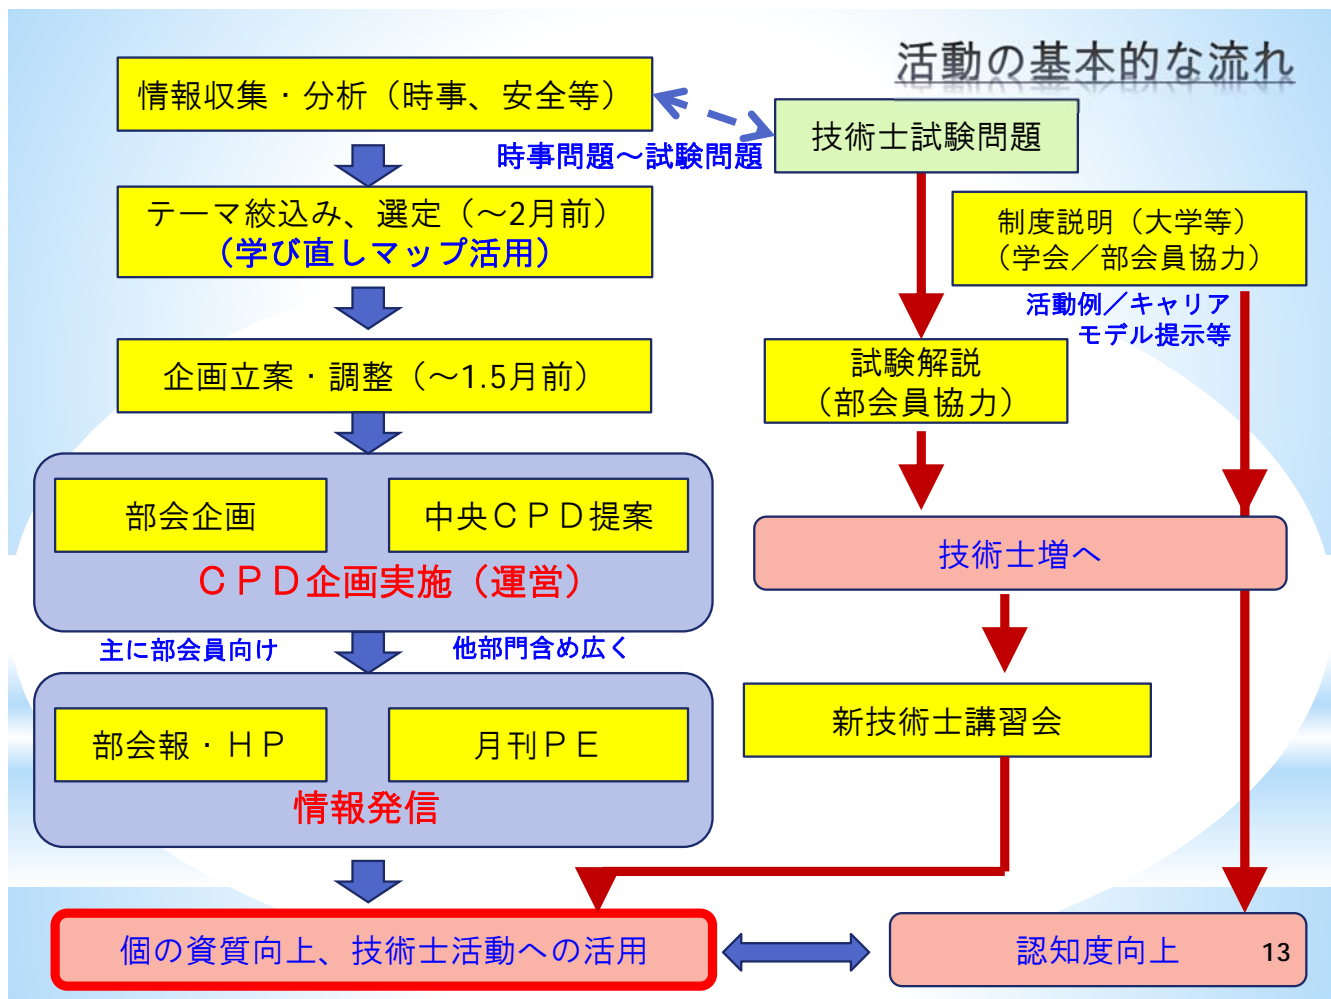 活動の基本的な流れ
情報収集・分析（時事、安全等）
技術士試験問題
時事問題～試験問題
テーマ絞込み、選定（～2月前）
（学び直しマップ活用）
制度説明（大学等）
（学会／部会員協力）
活動例／キャリア
モデル提示等
企画立案・調整（～1.5月前）
試験解説
（部会員協力）
部会企画
中央ＣＰＤ提案
ＣＰＤ企画実施（運営）
技術士増へ
主に部会員向け
他部門含め広く
新技術士講習会
部会報・ＨＰ
月刊ＰＥ
情報発信
個の資質向上、技術士活動への活用
認知度向上
13